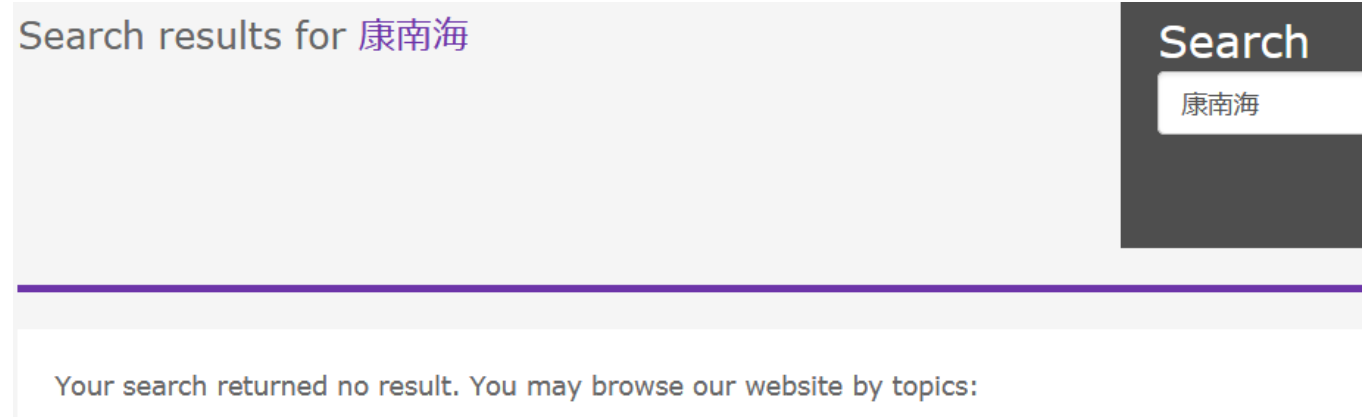 Search results for 康南海
Search
康南海
Your search returned no result. You may browse our website by topics: